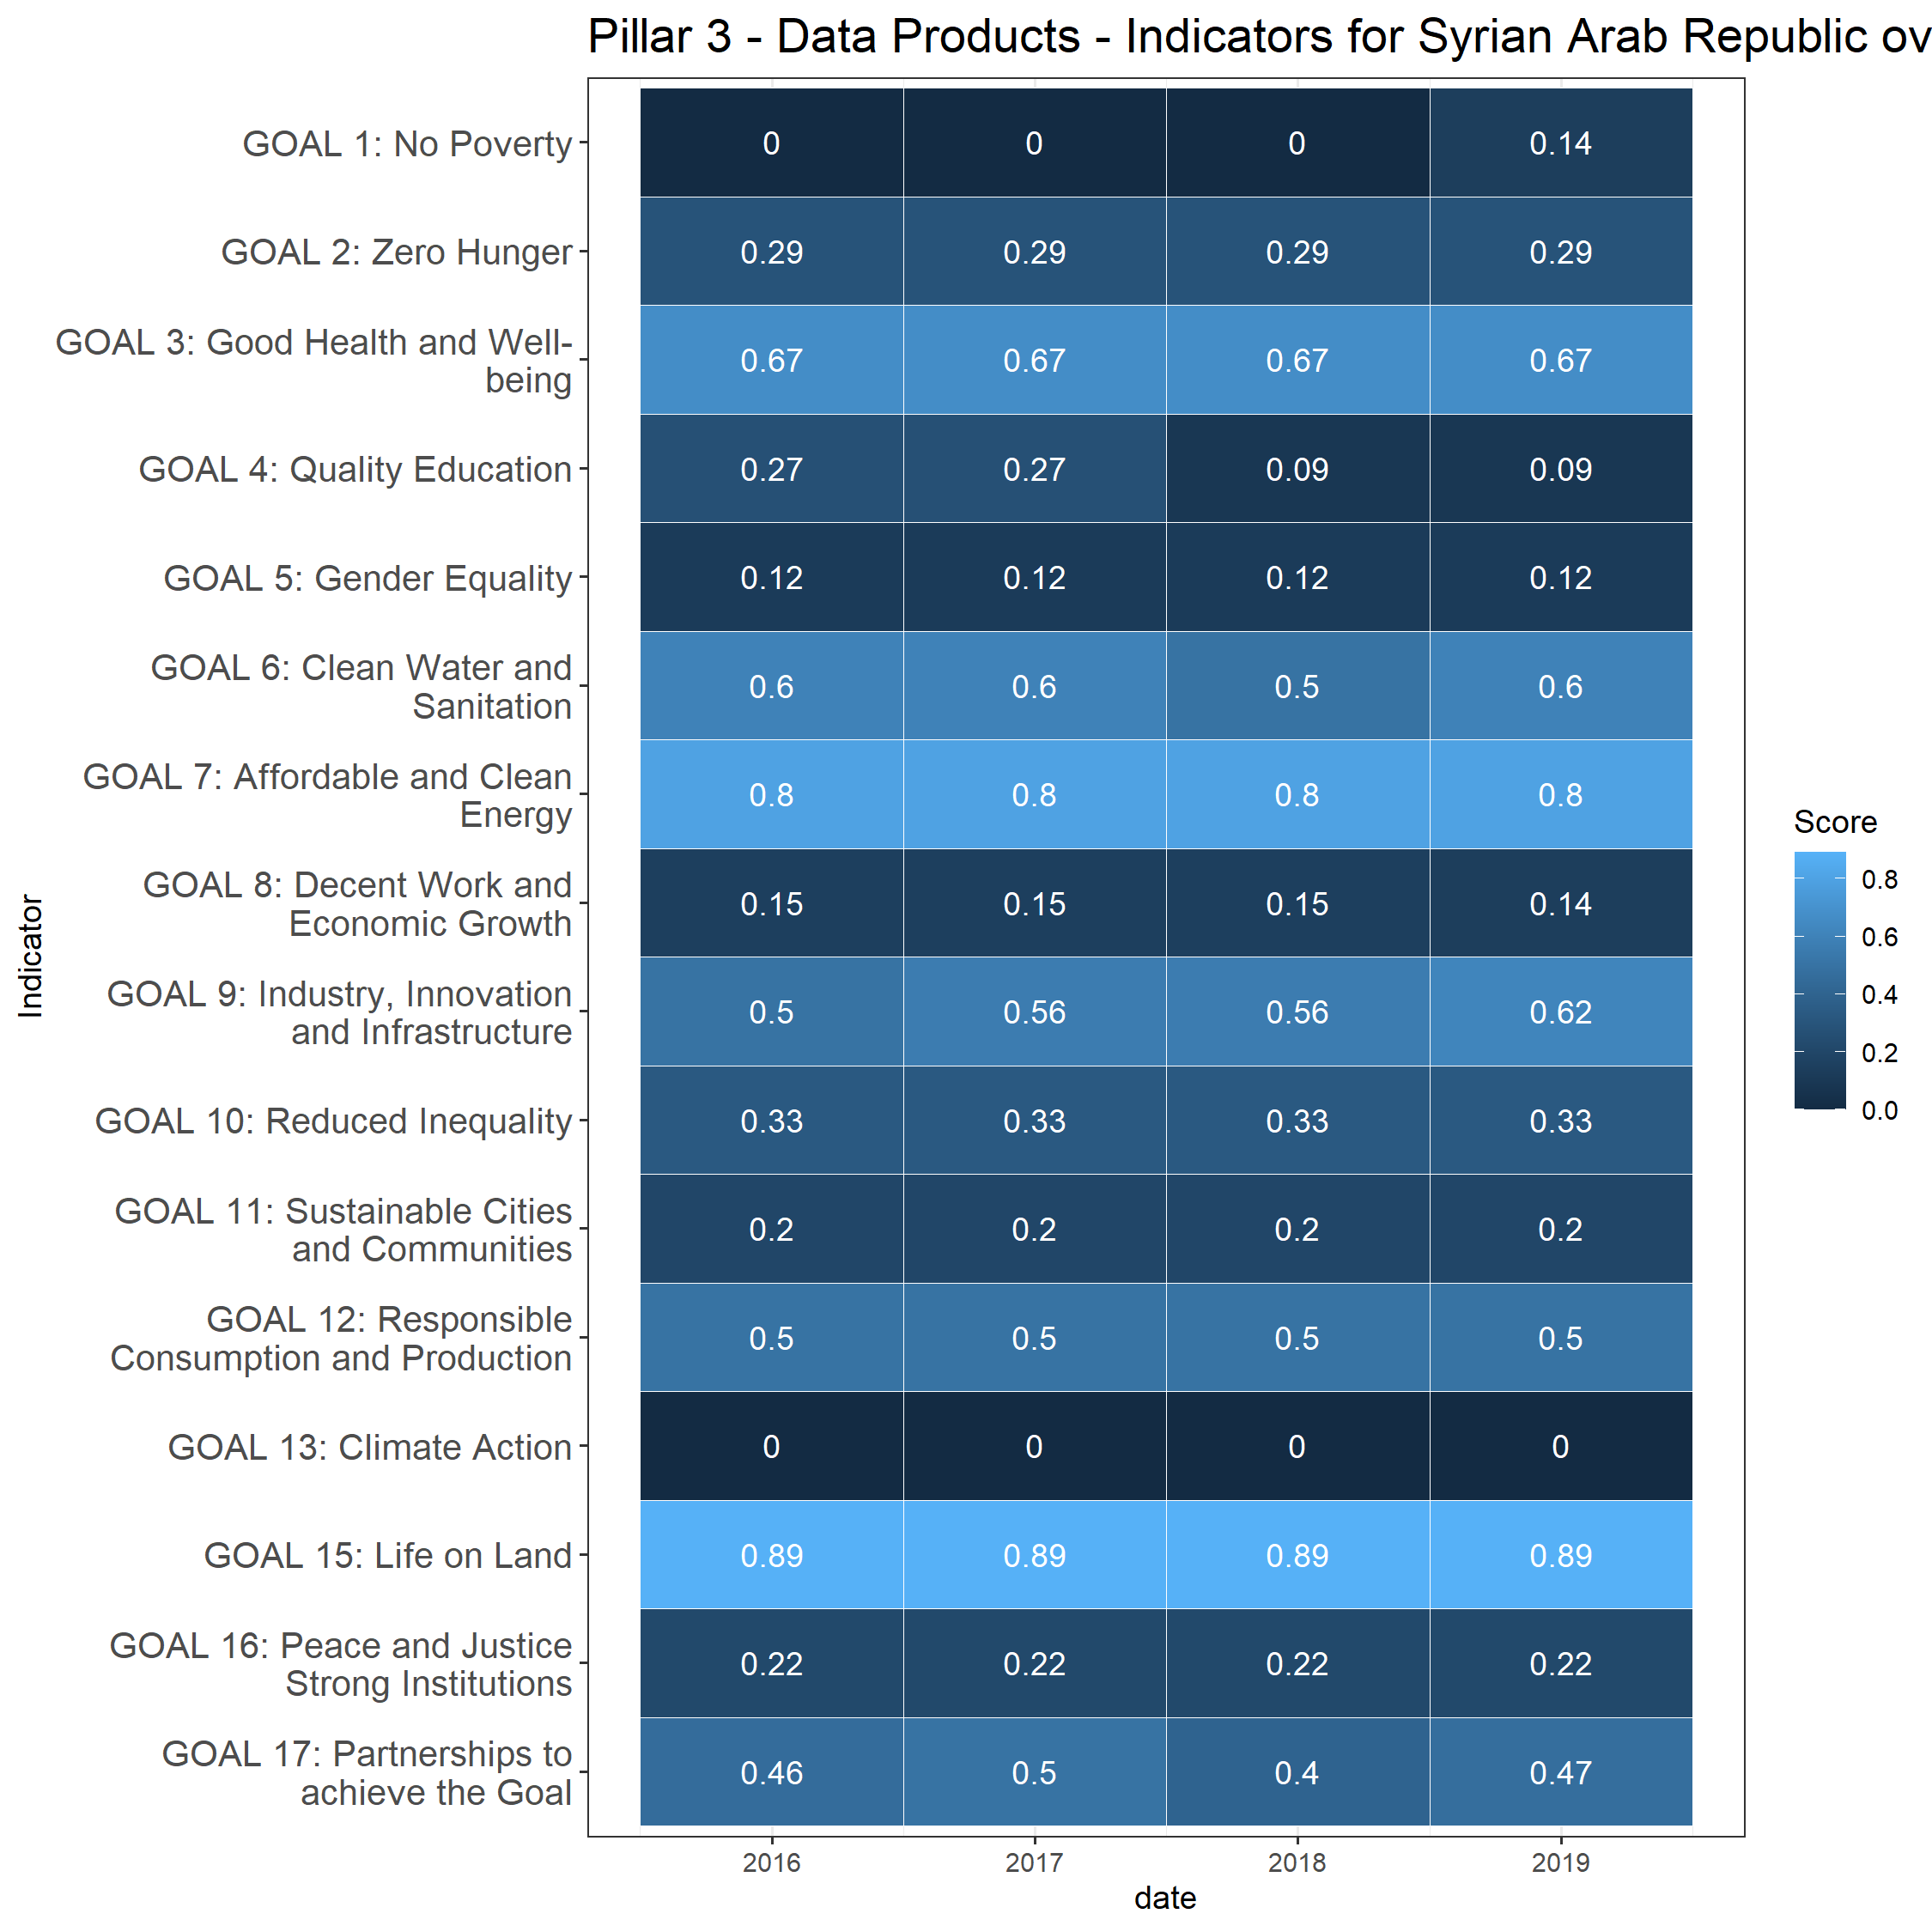 Pillar 3 - Data Products - Indicators for Syrian Arab Republic ov
GOAL 1: No Poverty
0 0 0 0.14
GOAL 2: Zero Hunger
0.29 0.29 0.29 0.29
GOAL 3: Good Health and Well-
being
0.67 0.67 0.67 0.67
GOAL 4: Quality Education
0.27 0.27 0.09 0.09
GOAL 5: Gender Equality
0.12 0.12 0.12 0.12
GOAL 6: Clean Water and
Sanitation
0.6 0.6 0.5 0.6
GOAL 7: Affordable and Clean
Energy
0.8 0.8 0.8 0.8
GOAL 8: Decent Work and
Economic Growth
0.15 0.15 0.15 0.14
GOAL 9: Industry, Innovation
and Infrastructure
0.5 0.56 0.56 0.62
GOAL 10: Reduced Inequality
0.33 0.33 0.33 0.33
GOAL 11: Sustainable Cities
and Communities
0.2 0.2 0.2 0.2
GOAL 12: Responsible
Consumption and Production
0.5 0.5 0.5 0.5
GOAL 13: Climate Action
0 0 0 0
GOAL 15: Life on Land
0.89 0.89 0.89 0.89
GOAL 16: Peace and Justice
Strong Institutions
0.22 0.22 0.22 0.22
GOAL 17: Partnerships to
achieve the Goal
0.46 0.5 0.4 0.47
2016 2017 2018 2019
date
Indicator
Score
0.8
0.6
0.4
0.2
0.0